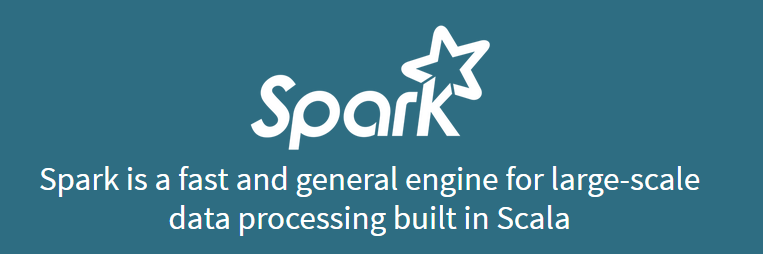 Spark
Spark is a fast and general engine for large-scale
data processing built in Scala